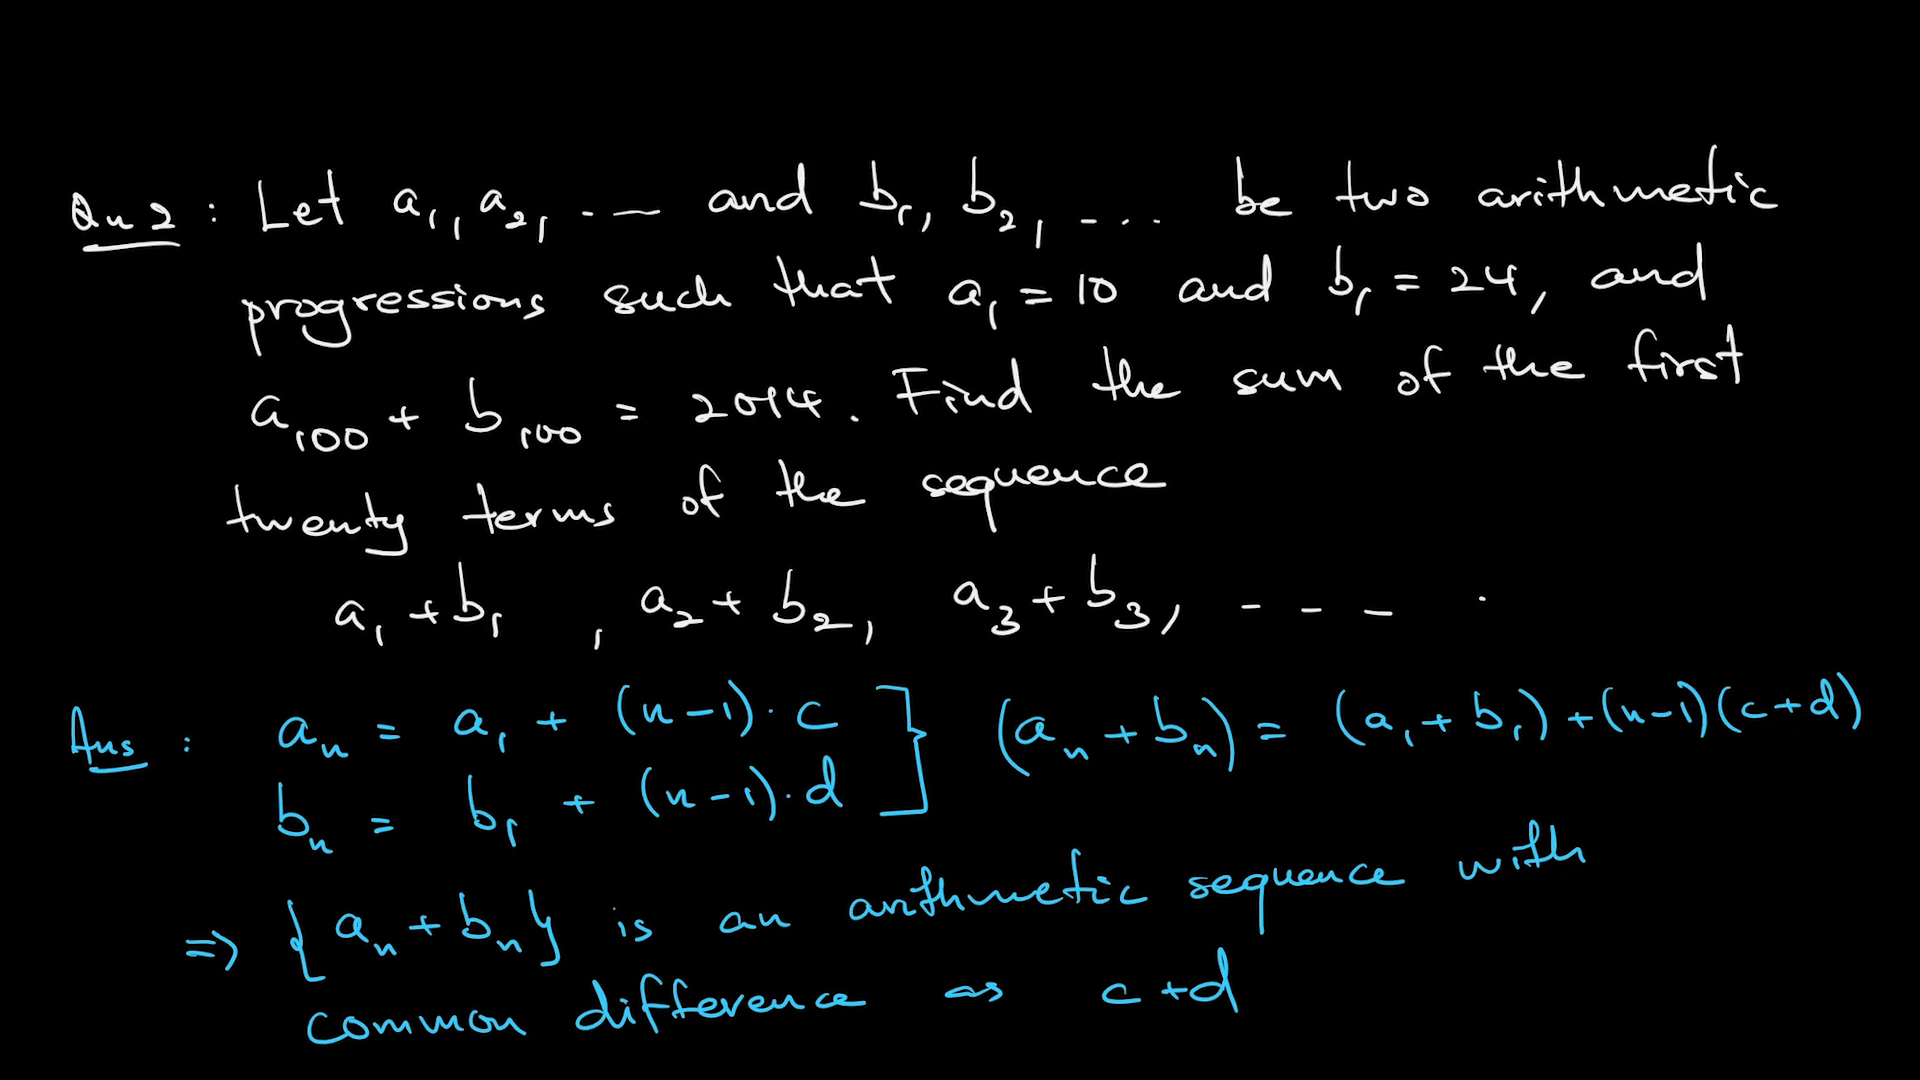 Qn 2 : Let a₁, a₂, ... and b₁, b₂, ... be two arithmetic
progressions such that a₁ = 10 and b₁ = 24, and
a₁₀₀ + b₁₀₀ = 2014. Find the sum of the first
twenty terms of the sequence
a₁ + b₁ , a₂ + b₂, a₃ + b₃, - - - .
Ans : aₙ = a₁ + (n-1)·c ] (aₙ + bₙ) = (a₁ + b₁) + (n-1)(c+d)
bₙ = b₁ + (n-1)·d
=> {aₙ + bₙ} is an arithmetic sequence with
common difference as c+d